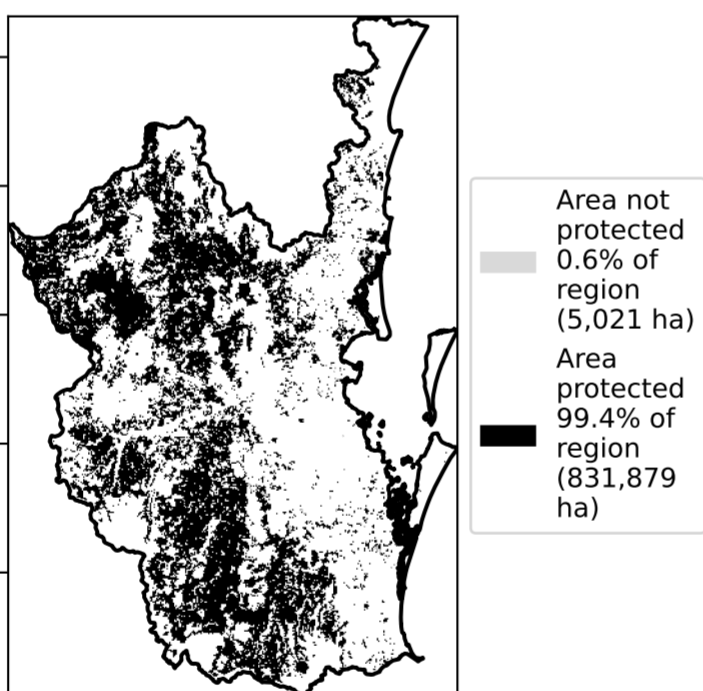 Area not
protected
0.6% of
region
(5,021 ha)
Area
protected
99.4% of
region
(831,879
ha)